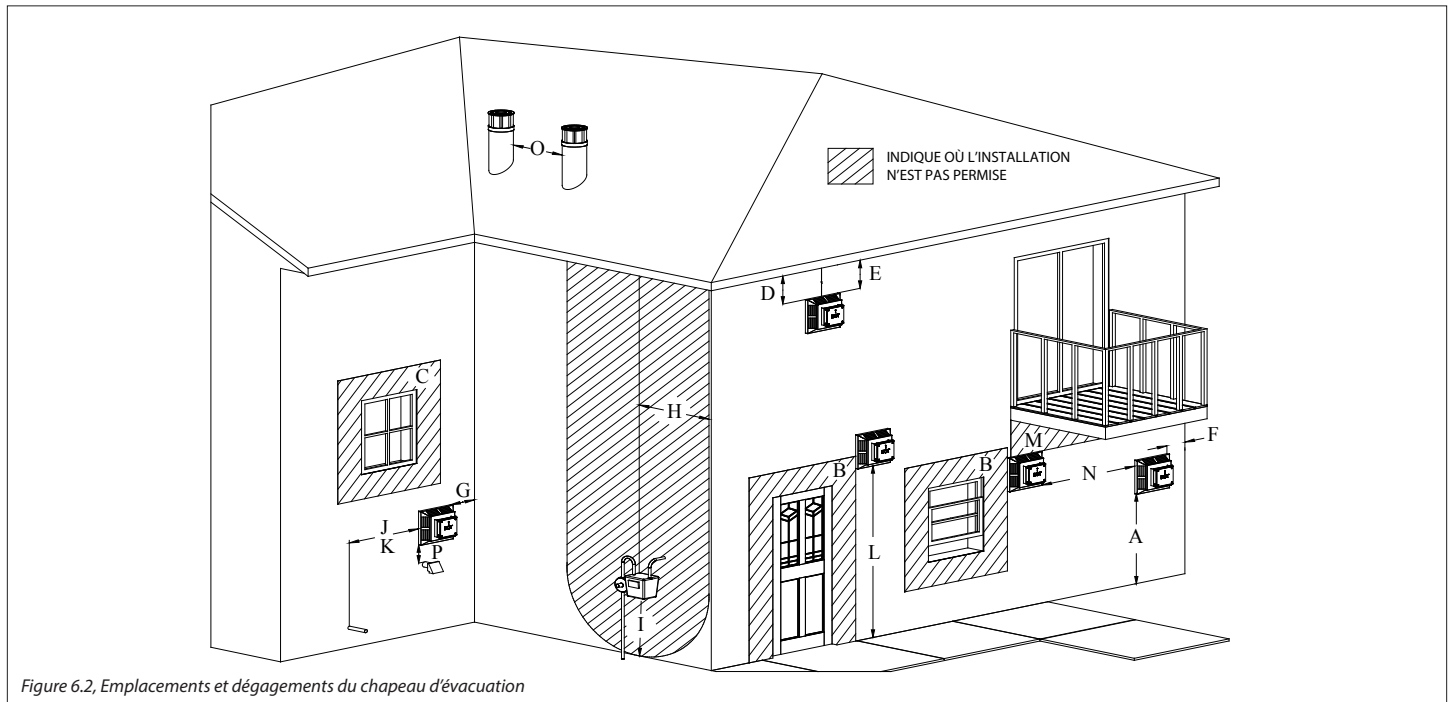 O
INDIQUE OÙ L'INSTALLATION
N'EST PAS PERMISE
D
E
C
H
M
F
B
B
G
N
J
K
P
L
A
I
Figure 6.2, Emplacements et dégagements du chapeau d'évacuation